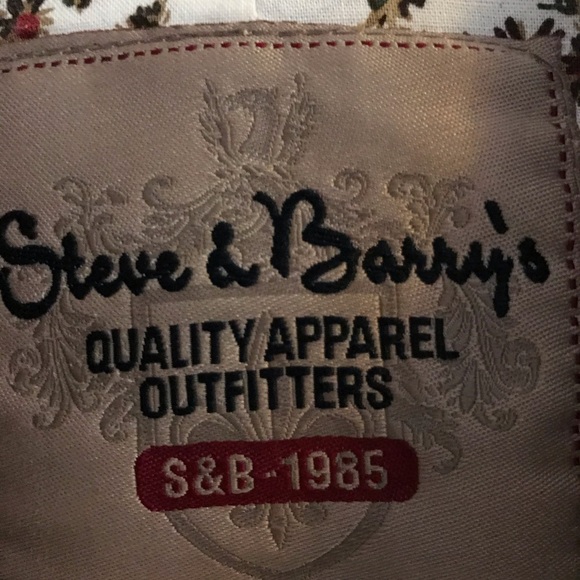 Steve & Barry's
QUALITY APPAREL
OUTFITTERS
S&B-1985